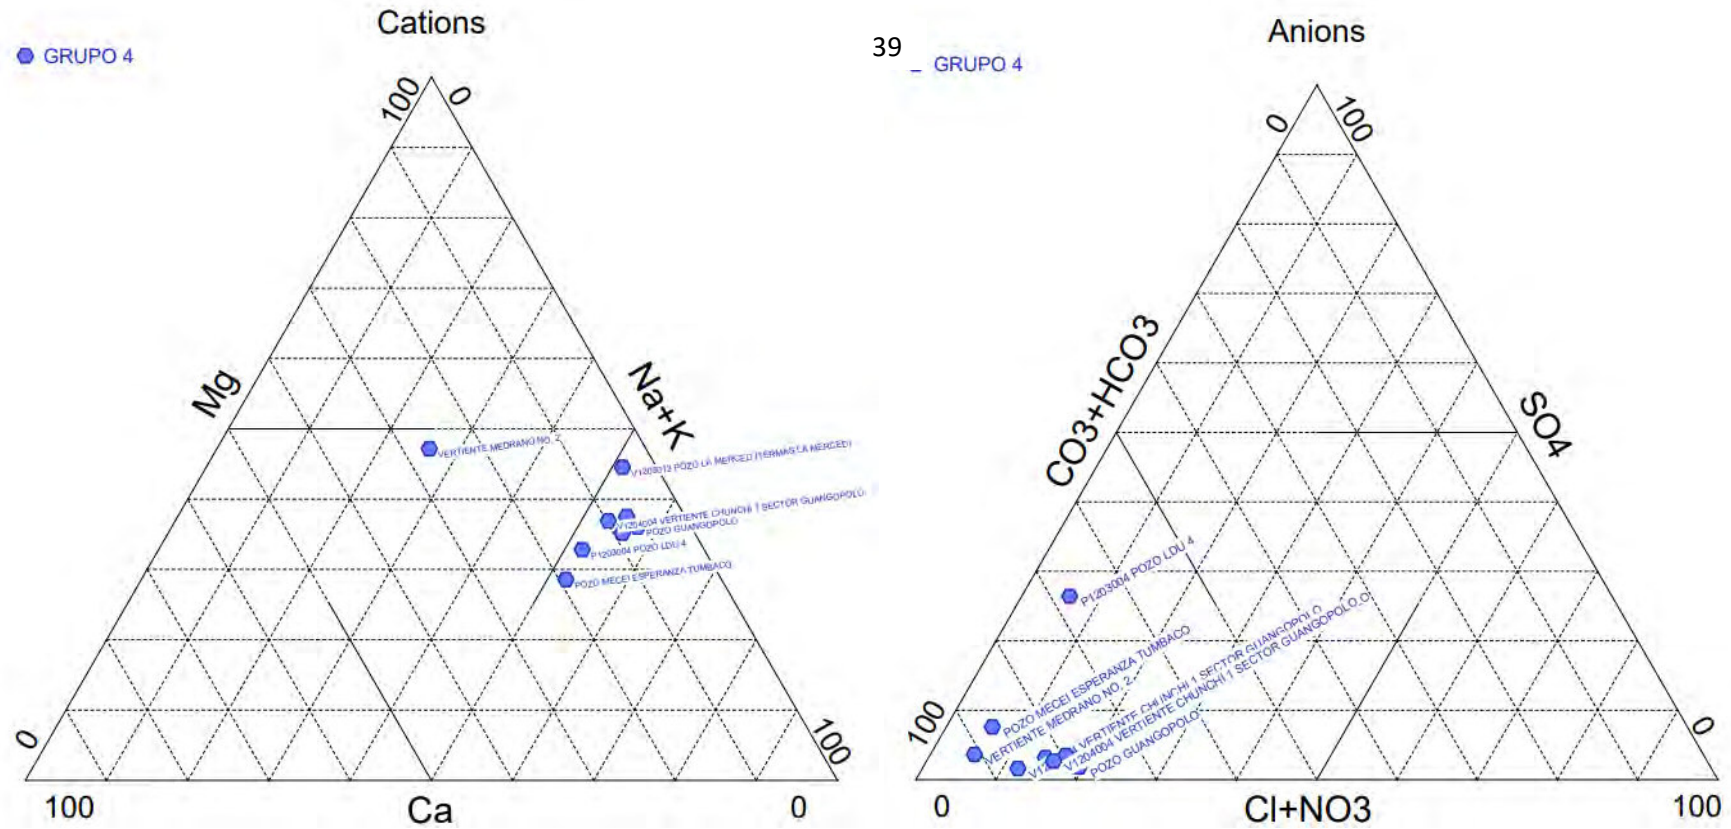 Cations
GRUPO 4
100
0
Mg
Na+K
VERTIENTE MEDRANO NO. 2
V1203013 POZO LA MERCED (TERMAS LA MERCED)
V1204004 VERTIENTE CHUNCHI 1 SECTOR GUANGOPOLO
POZO GUANGOPOLO
P1203004 POZO LDU 4
POZO MECEI ESPERANZA TUMBACO
0
100
100
Ca
0
39
Anions
GRUPO 4
0
100
CO3+HCO3
SO4
P1203004 POZO LDU 4
POZO MECEI ESPERANZA TUMBACO
VERTIENTE MEDRANO NO. 2
VERTIENTE CHUNCHI 1 SECTOR GUANGOPOLO
V1204004 VERTIENTE CHUNCHI 1 SECTOR GUANGOPOLO_O
POZO GUANGOPOLO
100
0
0
Cl+NO3
100